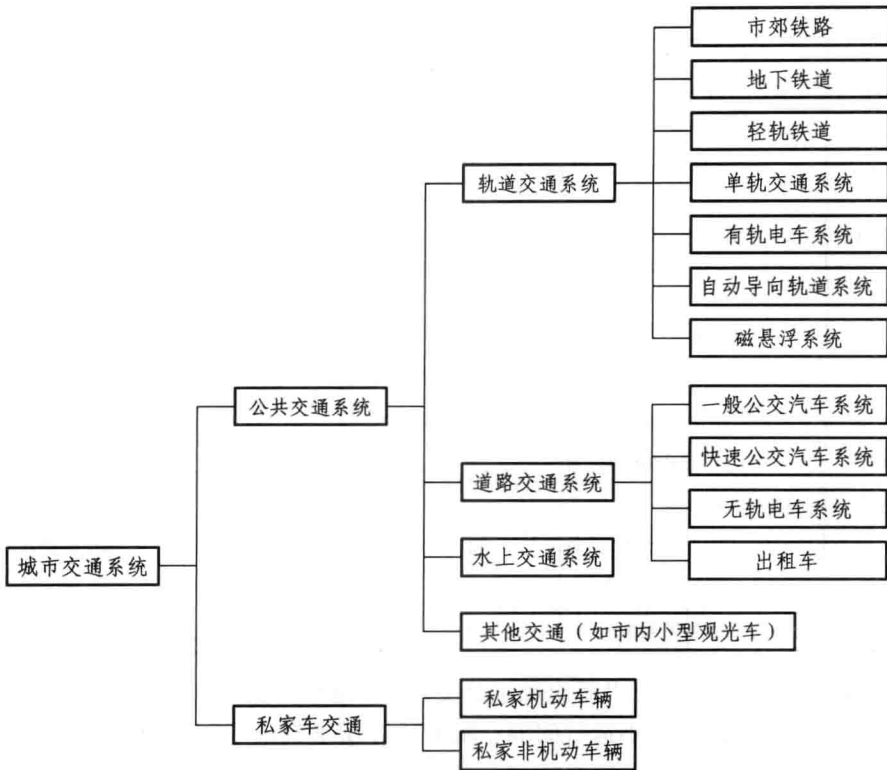 城市交通系统
公共交通系统
轨道交通系统
市郊铁路
地下铁道
轻轨铁道
单轨交通系统
有轨电车系统
自动导向轨道系统
磁悬浮系统
道路交通系统
一般公交汽车系统
快速公交汽车系统
无轨电车系统
出租车
水上交通系统
其他交通（如市内小型观光车）
私家车交通
私家机动车辆
私家非机动车辆